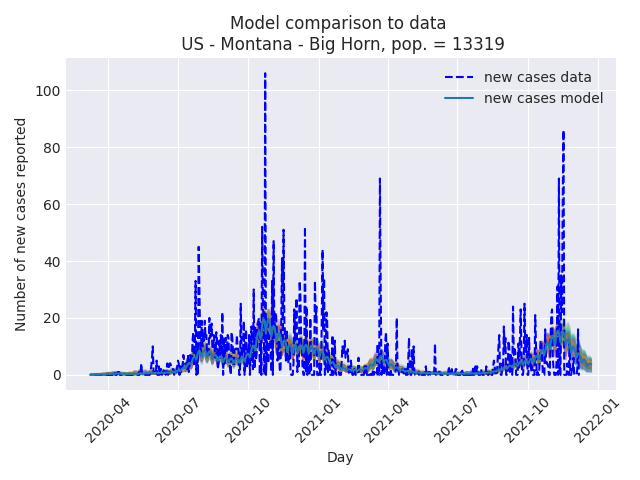 Model comparison to data
US - Montana - Big Horn, pop. = 13319
new cases data
new cases model
Number of new cases reported
100
80
60
40
20
0
2020-04
2020-07
2020-10
2021-01
2021-04
2021-07
2021-10
2022-01
Day